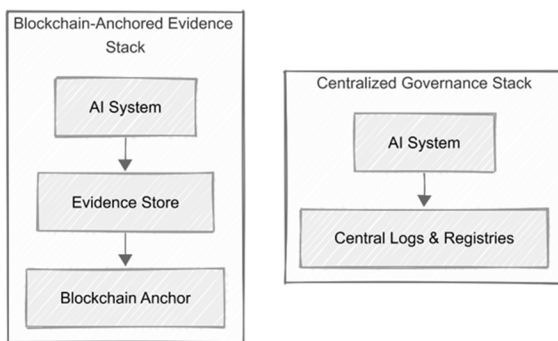 Blockchain-Anchored Evidence
Stack
AI System
Evidence Store
Blockchain Anchor
Centralized Governance Stack
AI System
Central Logs & Registries